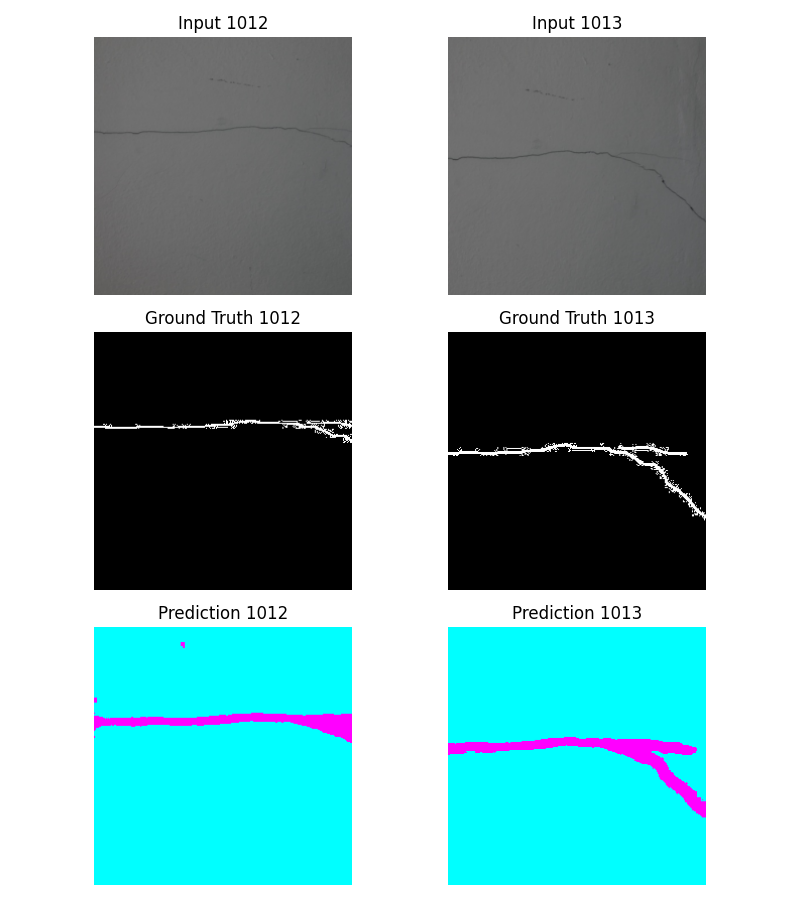 Input 1012
Input 1013
Ground Truth 1012
Ground Truth 1013
Prediction 1012
Prediction 1013